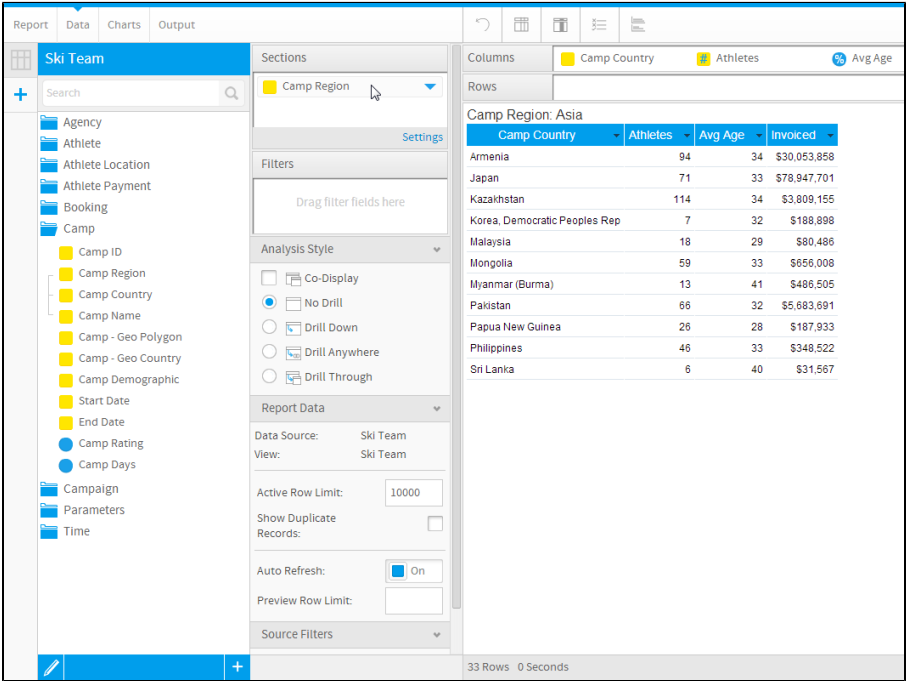 Report Data Charts Output
Ski Team
Search
Agency
Athlete
Athlete Location
Athlete Payment
Booking
Camp
Camp ID
Camp Region
Camp Country
Camp Name
Camp - Geo Polygon
Camp - Geo Country
Camp Demographic
Start Date
End Date
Camp Rating
Camp Days
Campaign
Parameters
Time
Sections
Camp Region
Settings
Filters
Drag filter fields here
Analysis Style
Co-Display
No Drill
Drill Down
Drill Anywhere
Drill Through
Report Data
Data Source: Ski Team
View: Ski Team
Active Row Limit: 10000
Show Duplicate
Records:
Auto Refresh: On
Preview Row Limit:
Source Filters
Columns Camp Country # Athletes % Avg Age
Rows
Camp Region: Asia
Camp Country Athletes Avg Age Invoiced
Armenia 94 34 $30,053,858
Japan 71 33 $78,947,701
Kazakhstan 114 34 $3,809,155
Korea, Democratic Peoples Rep 7 32 $188,898
Malaysia 18 29 $80,486
Mongolia 59 33 $656,008
Myanmar (Burma) 13 41 $486,505
Pakistan 66 32 $5,683,691
Papua New Guinea 26 28 $187,933
Philippines 46 33 $348,522
Sri Lanka 6 40 $31,567
33 Rows 0 Seconds